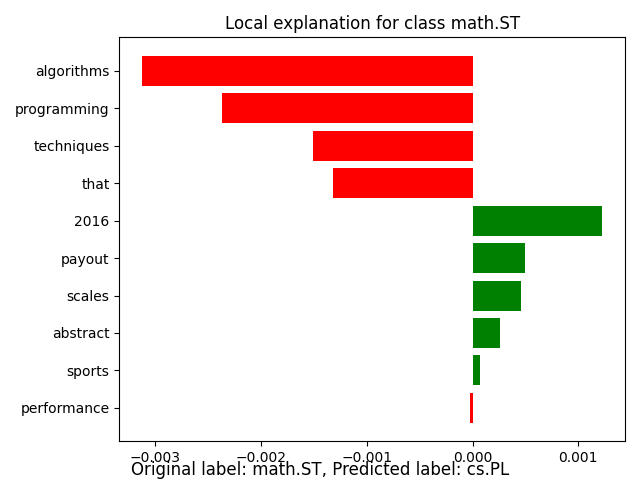 Local explanation for class math.ST
algorithms
programming
techniques
that
2016
payout
scales
abstract
sports
performance
−0.003 −0.002 −0.001 0.000 0.001
Original label: math.ST, Predicted label: cs.PL